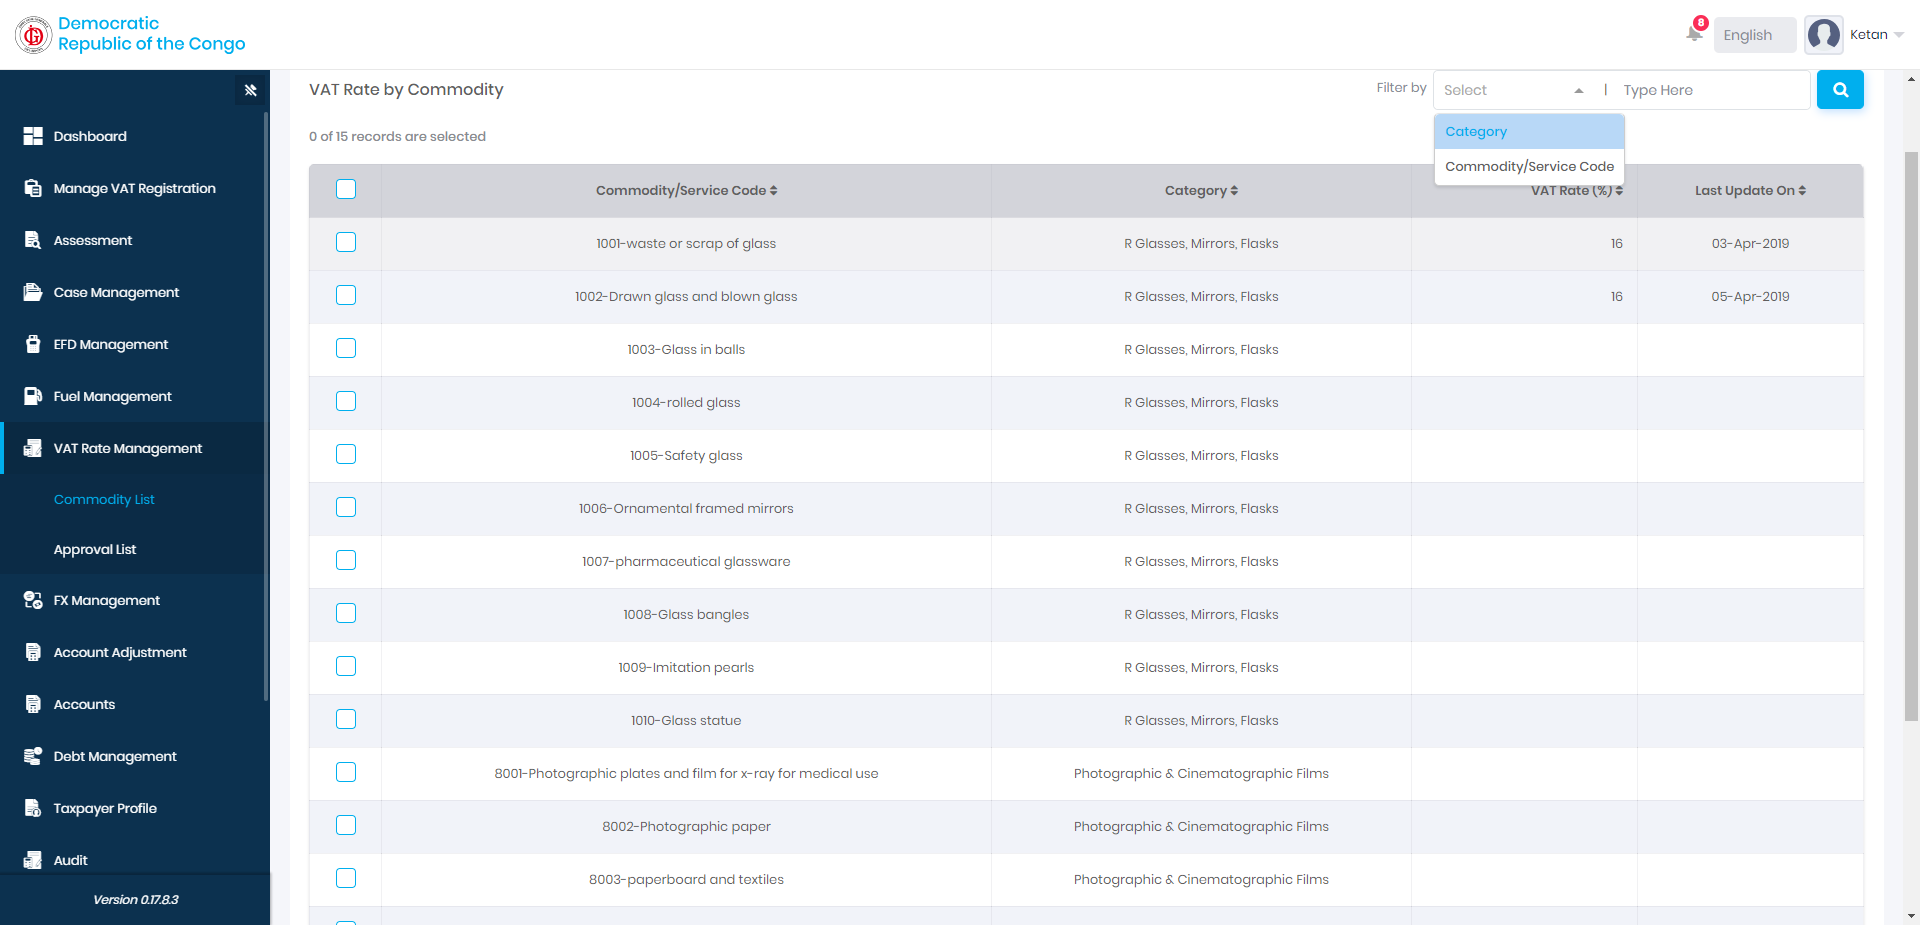 Democratic
Republic of the Congo
8
English
Ketan
Dashboard
Manage VAT Registration
Assessment
Case Management
EFD Management
Fuel Management
VAT Rate Management
Commodity List
Approval List
FX Management
Account Adjustment
Accounts
Debt Management
Taxpayer Profile
Audit
Version 0.17.8.3
VAT Rate by Commodity
Filter by
Select
|
Type Here
Category
Commodity/Service Code
0 of 15 records are selected
Commodity/Service Code Category VAT Rate (%) Last Update On
1001-waste or scrap of glass R Glasses, Mirrors, Flasks 16 03-Apr-2019
1002-Drawn glass and blown glass R Glasses, Mirrors, Flasks 16 05-Apr-2019
1003-Glass in balls R Glasses, Mirrors, Flasks
1004-rolled glass R Glasses, Mirrors, Flasks
1005-Safety glass R Glasses, Mirrors, Flasks
1006-Ornamental framed mirrors R Glasses, Mirrors, Flasks
1007-pharmaceutical glassware R Glasses, Mirrors, Flasks
1008-Glass bangles R Glasses, Mirrors, Flasks
1009-Imitation pearls R Glasses, Mirrors, Flasks
1010-Glass statue R Glasses, Mirrors, Flasks
8001-Photographic plates and film for x-ray for medical use Photographic & Cinematographic Films
8002-Photographic paper Photographic & Cinematographic Films
8003-paperboard and textiles Photographic & Cinematographic Films